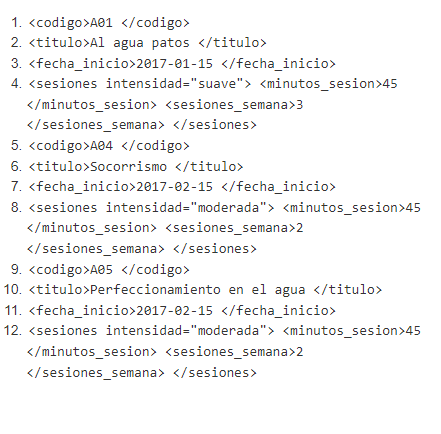 1. <codigo>A01 </codigo>
2. <titulo>Al agua patos </titulo>
3. <fecha_inicio>2017-01-15 </fecha_inicio>
4. <sesiones intensidad="suave"> <minutos_sesion>45
</minutos_sesion> <sesiones_semana>3
</sesiones_semana> </sesiones>
5. <codigo>A04 </codigo>
6. <titulo>Socorrismo </titulo>
7. <fecha_inicio>2017-02-15 </fecha_inicio>
8. <sesiones intensidad="moderada"> <minutos_sesion>45
</minutos_sesion> <sesiones_semana>2
</sesiones_semana> </sesiones>
9. <codigo>A05 </codigo>
10. <titulo>Perfeccionamiento en el agua </titulo>
11. <fecha_inicio>2017-02-15 </fecha_inicio>
12. <sesiones intensidad="moderada"> <minutos_sesion>45
</minutos_sesion> <sesiones_semana>2
</sesiones_semana> </sesiones>